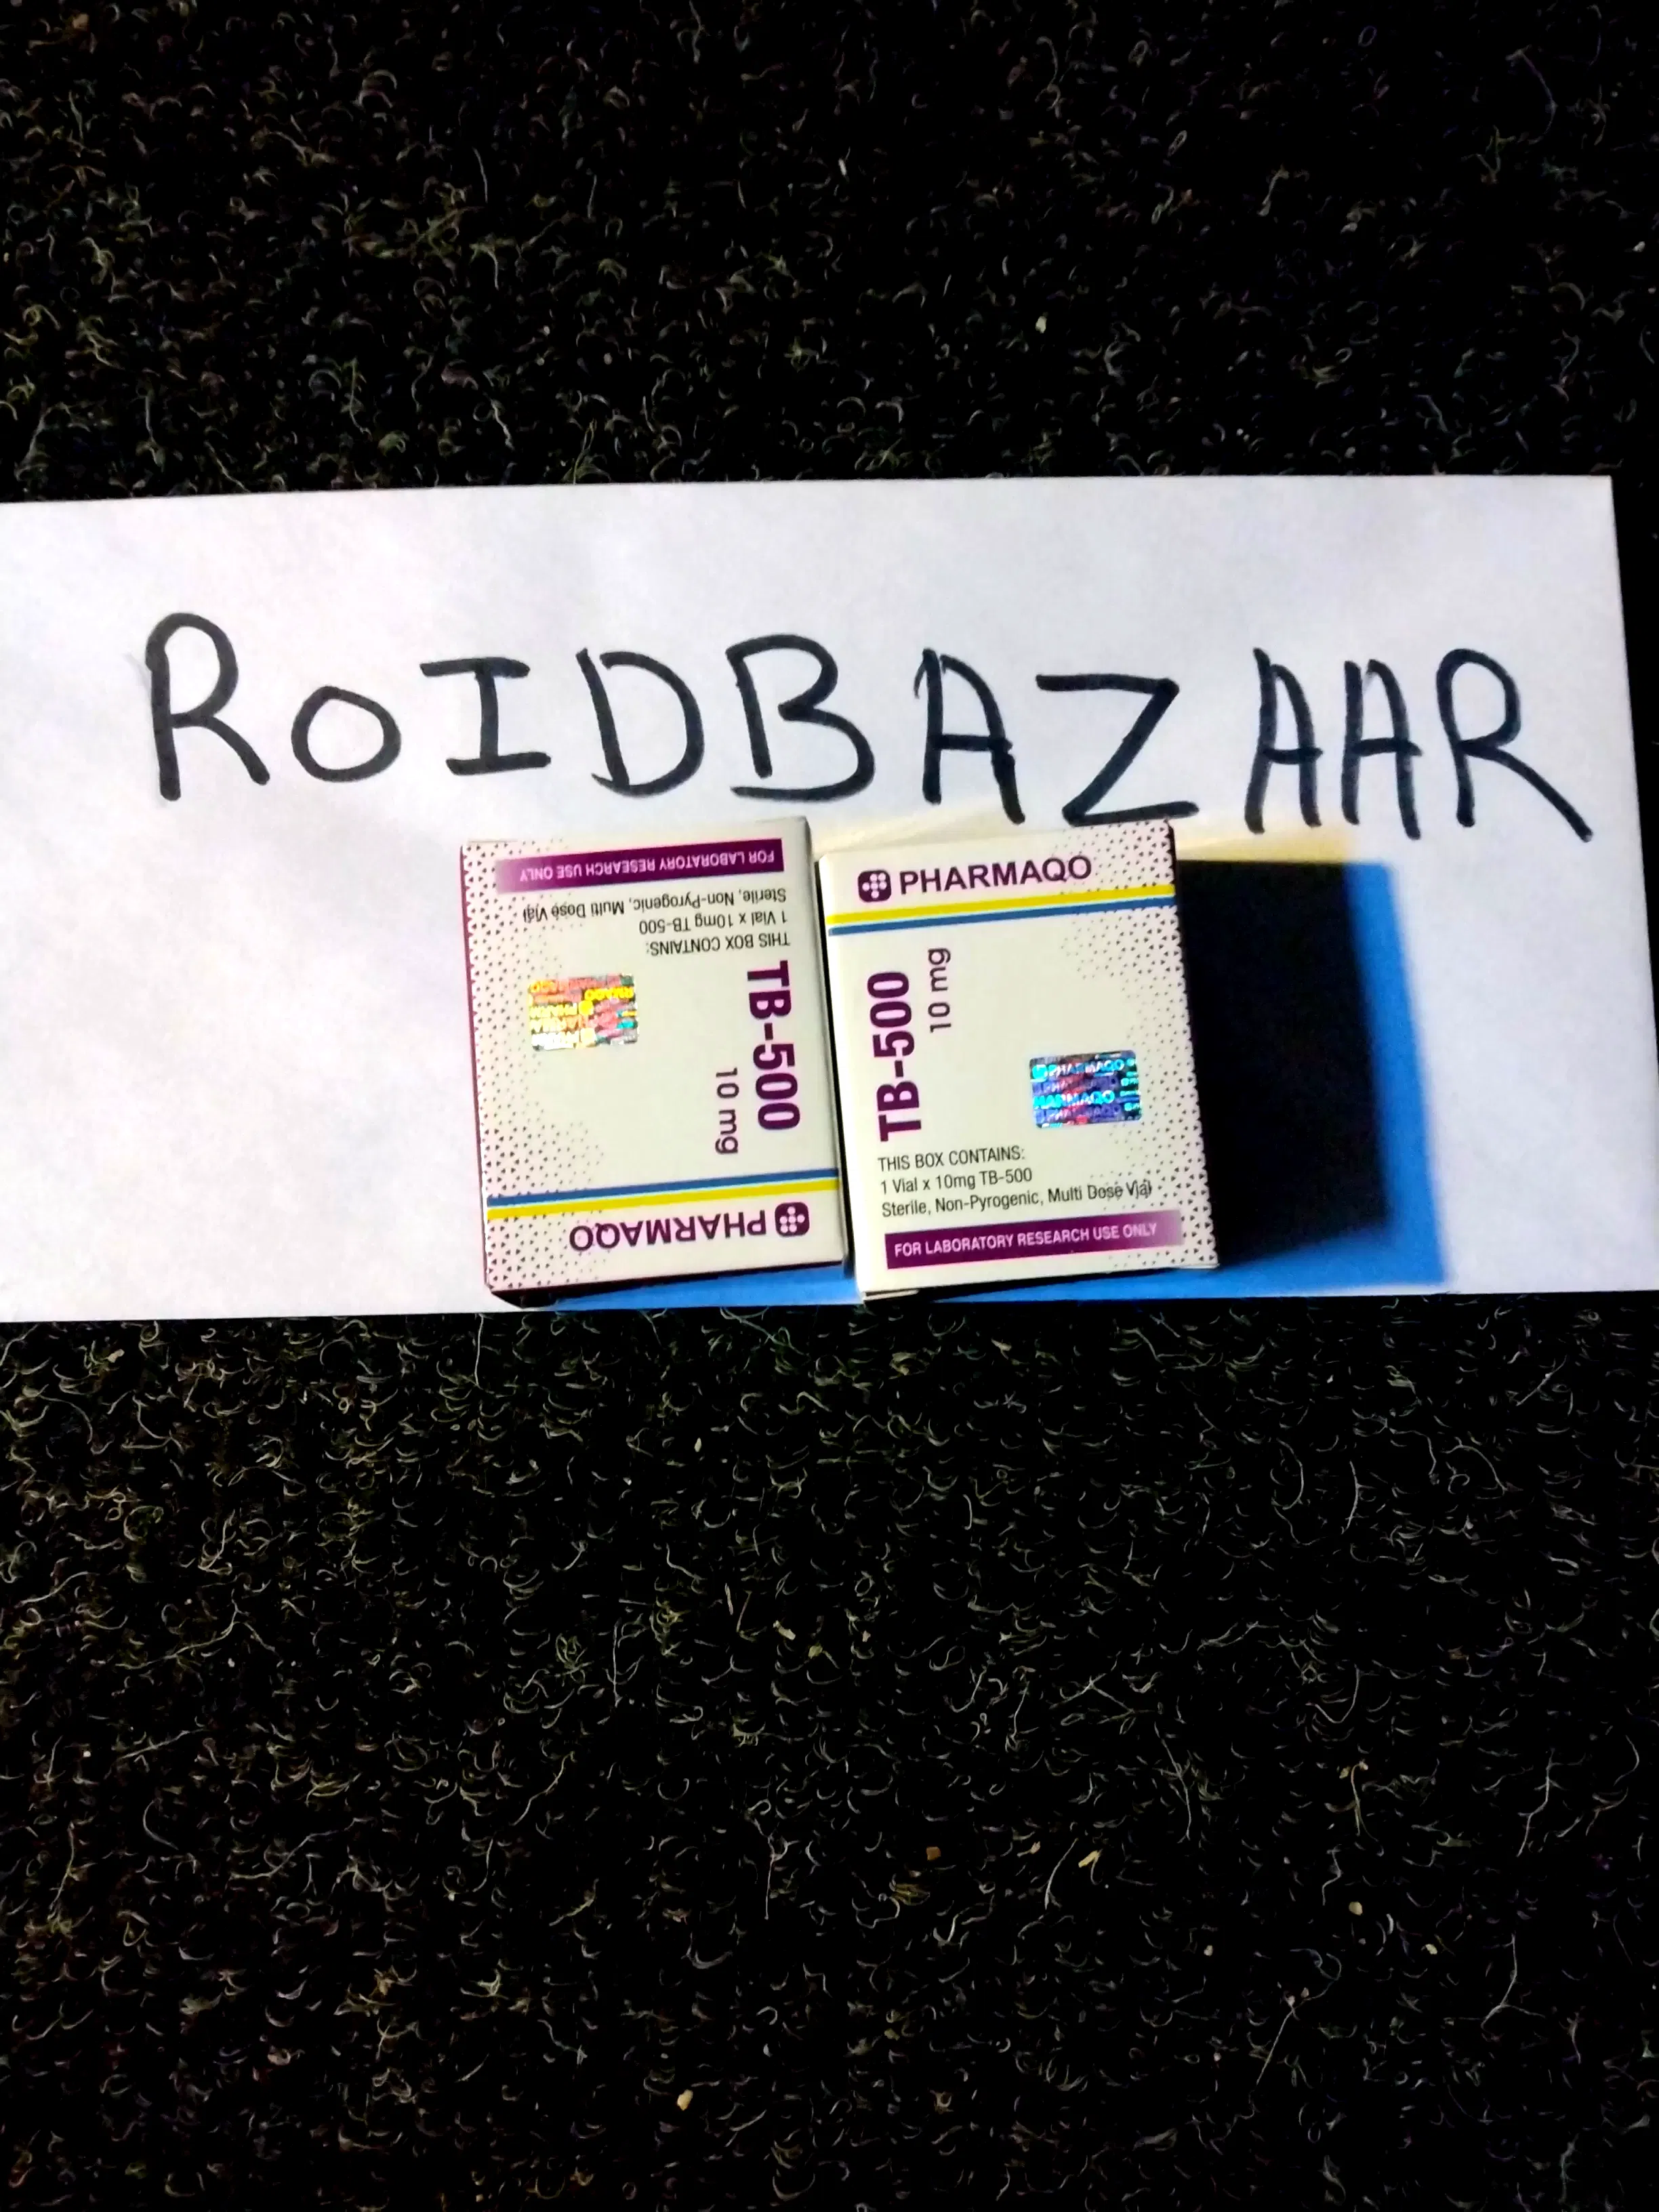 RoIDBAZAAR
FOR LABORATORY RESEARCH USE ONLY
Sterile, Non-Pyrogenic, Multi Dose Vial
1 Vial x 10mg TB-500
THIS BOX CONTAINS:
TB-500
10 mg
PHARMAQO
PHARMAQO
TB-500
10 mg
PHARMAQO
PHARMAQO
THIS BOX CONTAINS:
1 Vial x 10mg TB-500
Sterile, Non-Pyrogenic, Multi Dose Vial
FOR LABORATORY RESEARCH USE ONLY